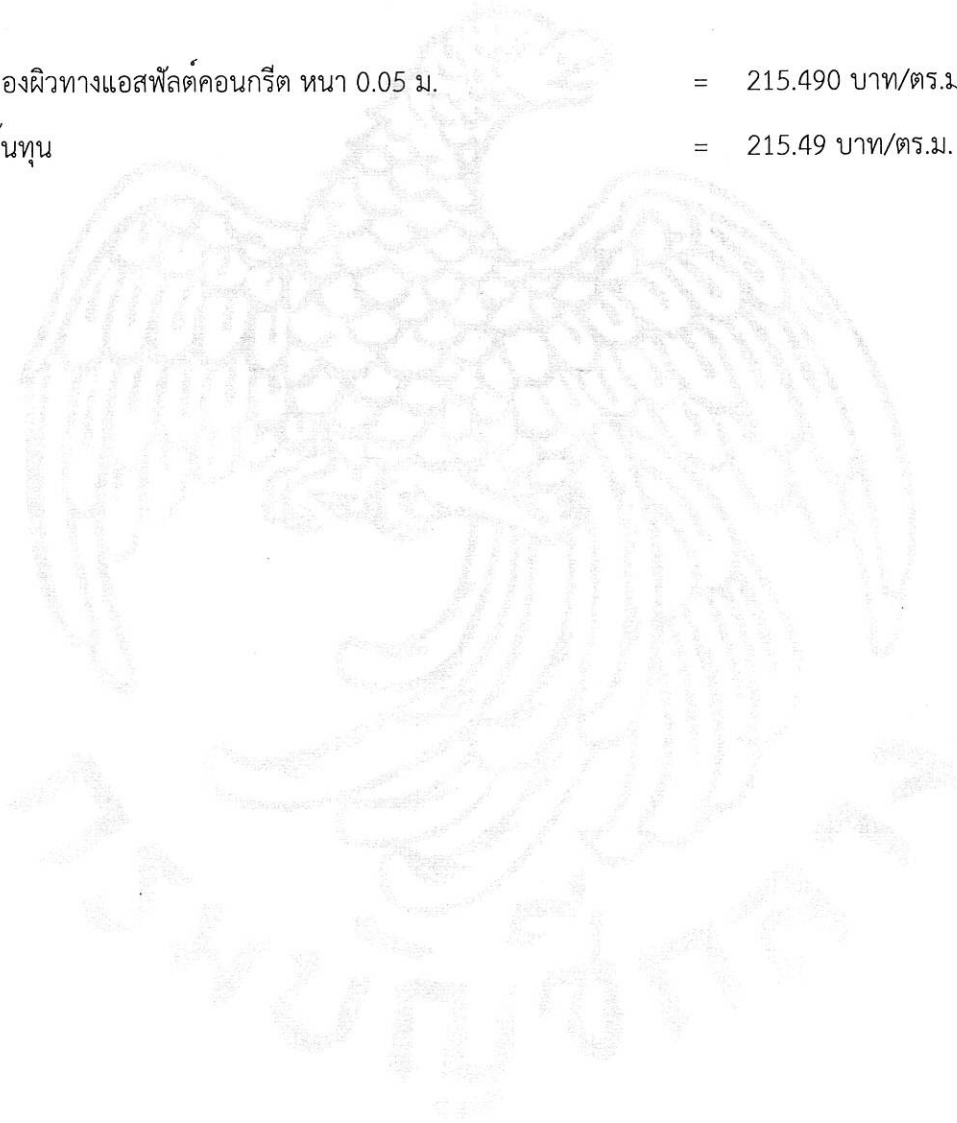 องผิวทางแอสฟัลต์คอนกรีต หนา 0.05 ม. = 215.490 บาท/ตร.ม
้นทุน = 215.49 บาท/ตร.ม.